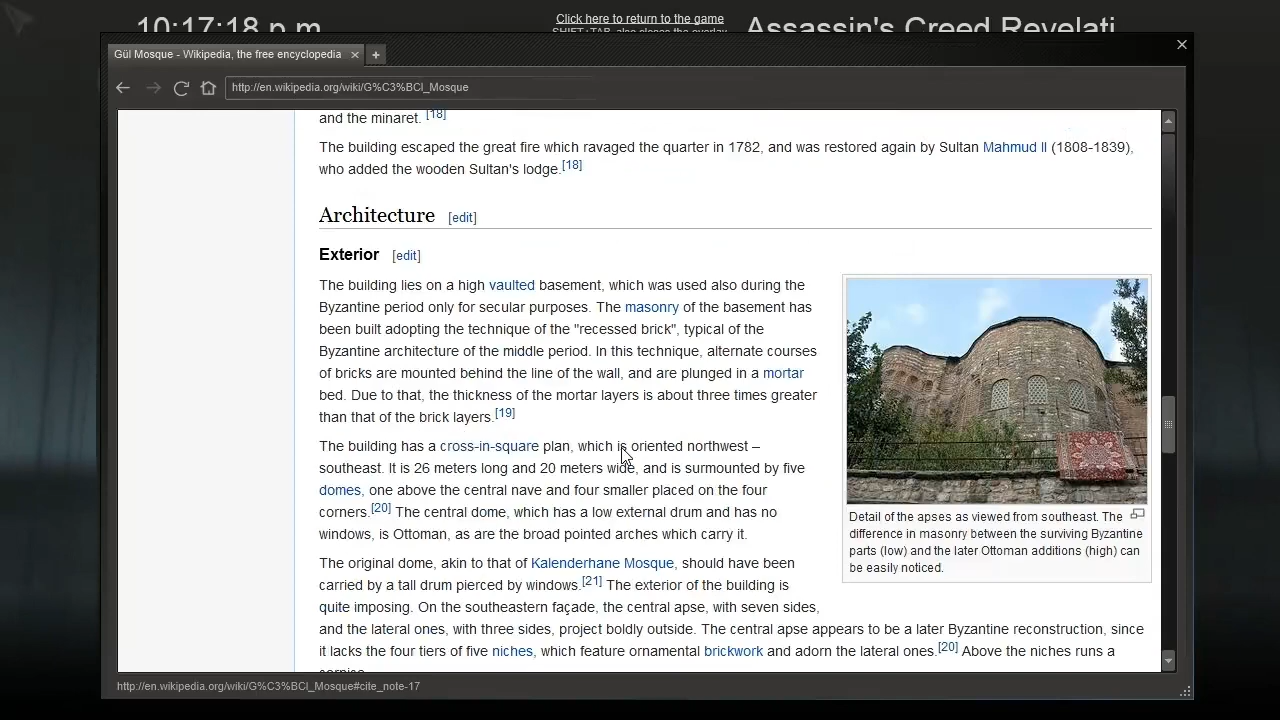 10:17:18 p.m
Click here to return to the game
Assassin's Creed Revelati
SHIFT+TAB also closes the overlay
Gül Mosque - Wikipedia, the free encyclopedia
http://en.wikipedia.org/wiki/G%C3%BCl_Mosque
and the minaret. [18]
The building escaped the great fire which ravaged the quarter in 1782, and was restored again by Sultan Mahmud II (1808-1839),
who added the wooden Sultan's lodge.[18]
Architecture [edit]
Exterior [edit]
The building lies on a high vaulted basement, which was used also during the
Byzantine period only for secular purposes. The masonry of the basement has
been built adopting the technique of the "recessed brick", typical of the
Byzantine architecture of the middle period. In this technique, alternate courses
of bricks are mounted behind the line of the wall, and are plunged in a mortar
bed. Due to that, the thickness of the mortar layers is about three times greater
than that of the brick layers.[19]
The building has a cross-in-square plan, which is oriented northwest –
southeast. It is 26 meters long and 20 meters wide, and is surmounted by five
domes, one above the central nave and four smaller placed on the four
corners.[20] The central dome, which has a low external drum and has no
windows, is Ottoman, as are the broad pointed arches which carry it.
Detail of the apses as viewed from southeast. The
difference in masonry between the surviving Byzantine
parts (low) and the later Ottoman additions (high) can
be easily noticed.
The original dome, akin to that of Kalenderhane Mosque, should have been
carried by a tall drum pierced by windows.[21] The exterior of the building is
quite imposing. On the southeastern façade, the central apse, with seven sides,
and the lateral ones, with three sides, project boldly outside. The central apse appears to be a later Byzantine reconstruction, since
it lacks the four tiers of five niches, which feature ornamental brickwork and adorn the lateral ones.[20] Above the niches runs a
cornice.
http://en.wikipedia.org/wiki/G%C3%BCl_Mosque#cite_note-17